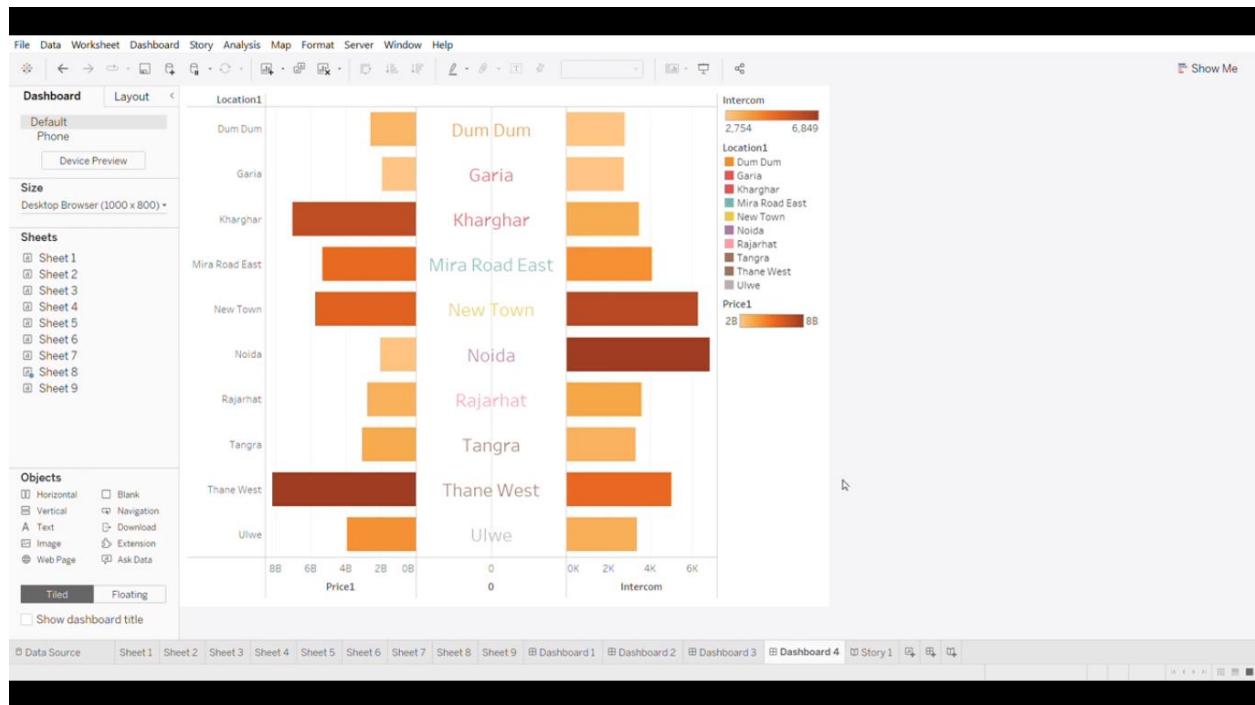 File Data Worksheet Dashboard Story Analysis Map Format Server Window Help
Show Me
Dashboard Layout <
Default
Phone
Device Preview
Size
Desktop Browser (1000 x 800)
Sheets
Sheet 1
Sheet 2
Sheet 3
Sheet 4
Sheet 5
Sheet 6
Sheet 7
Sheet 8
Sheet 9
Objects
Horizontal Blank
Vertical Navigation
A Text Download
Image Extension
Web Page Ask Data
Tiled Floating
Show dashboard title
Location1
Dum Dum Dum Dum
Garia Garia
Kharghar Kharghar
Mira Road East Mira Road East
New Town New Town
Noida Noida
Rajarhat Rajarhat
Tangra Tangra
Thane West Thane West
Ulwe Ulwe
8B 6B 4B 2B 0B 0 0K 2K 4K 6K
Price1 0 Intercom
Intercom
2,754 6,849
Location1
Dum Dum
Garia
Kharghar
Mira Road East
New Town
Noida
Rajarhat
Tangra
Thane West
Ulwe
Price1
2B 8B
Data Source Sheet 1 Sheet 2 Sheet 3 Sheet 4 Sheet 5 Sheet 6 Sheet 7 Sheet 8 Sheet 9 Dashboard 1 Dashboard 2 Dashboard 3 Dashboard 4 Story 1